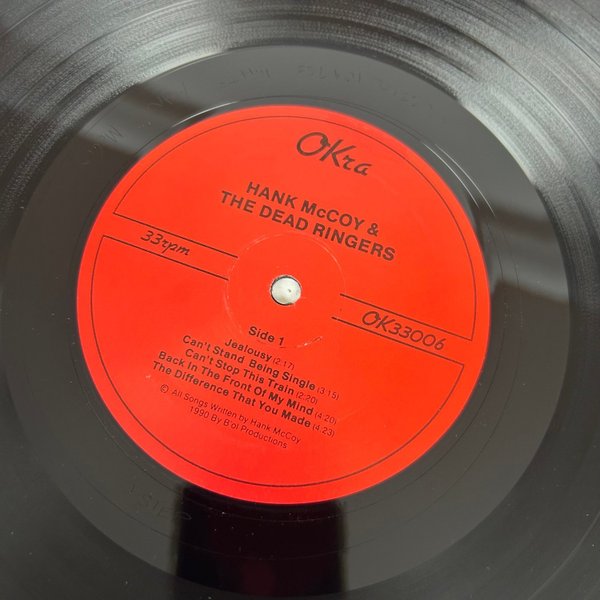 OKra
HANK McCOY &
THE DEAD RINGERS
33rpm
OK33006
Side 1
Jealousy (2:17)
Can't Stand Being Single (3:15)
Can't Stop This Train (2:20)
Back In The Front Of My Mind (4:20)
The Difference That You Made (4:23)
© All Songs Written by Hank McCoy
1990 By B'ol Productions